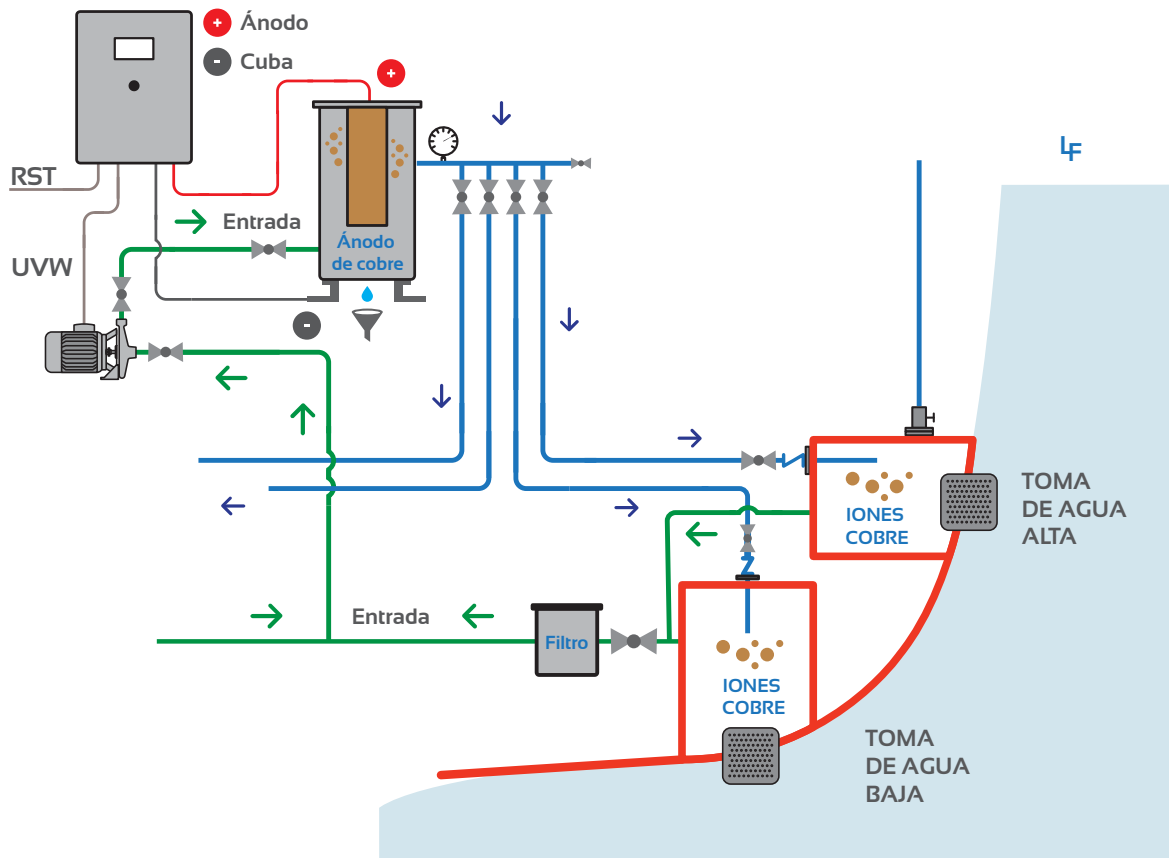 + Ánodo
- Cuba
+
LF
RST
Entrada
UVW
Ánodo
de cobre
-
TOMA
DE AGUA
ALTA
IONES
COBRE
Entrada
Filtro
IONES
COBRE
TOMA
DE AGUA
BAJA